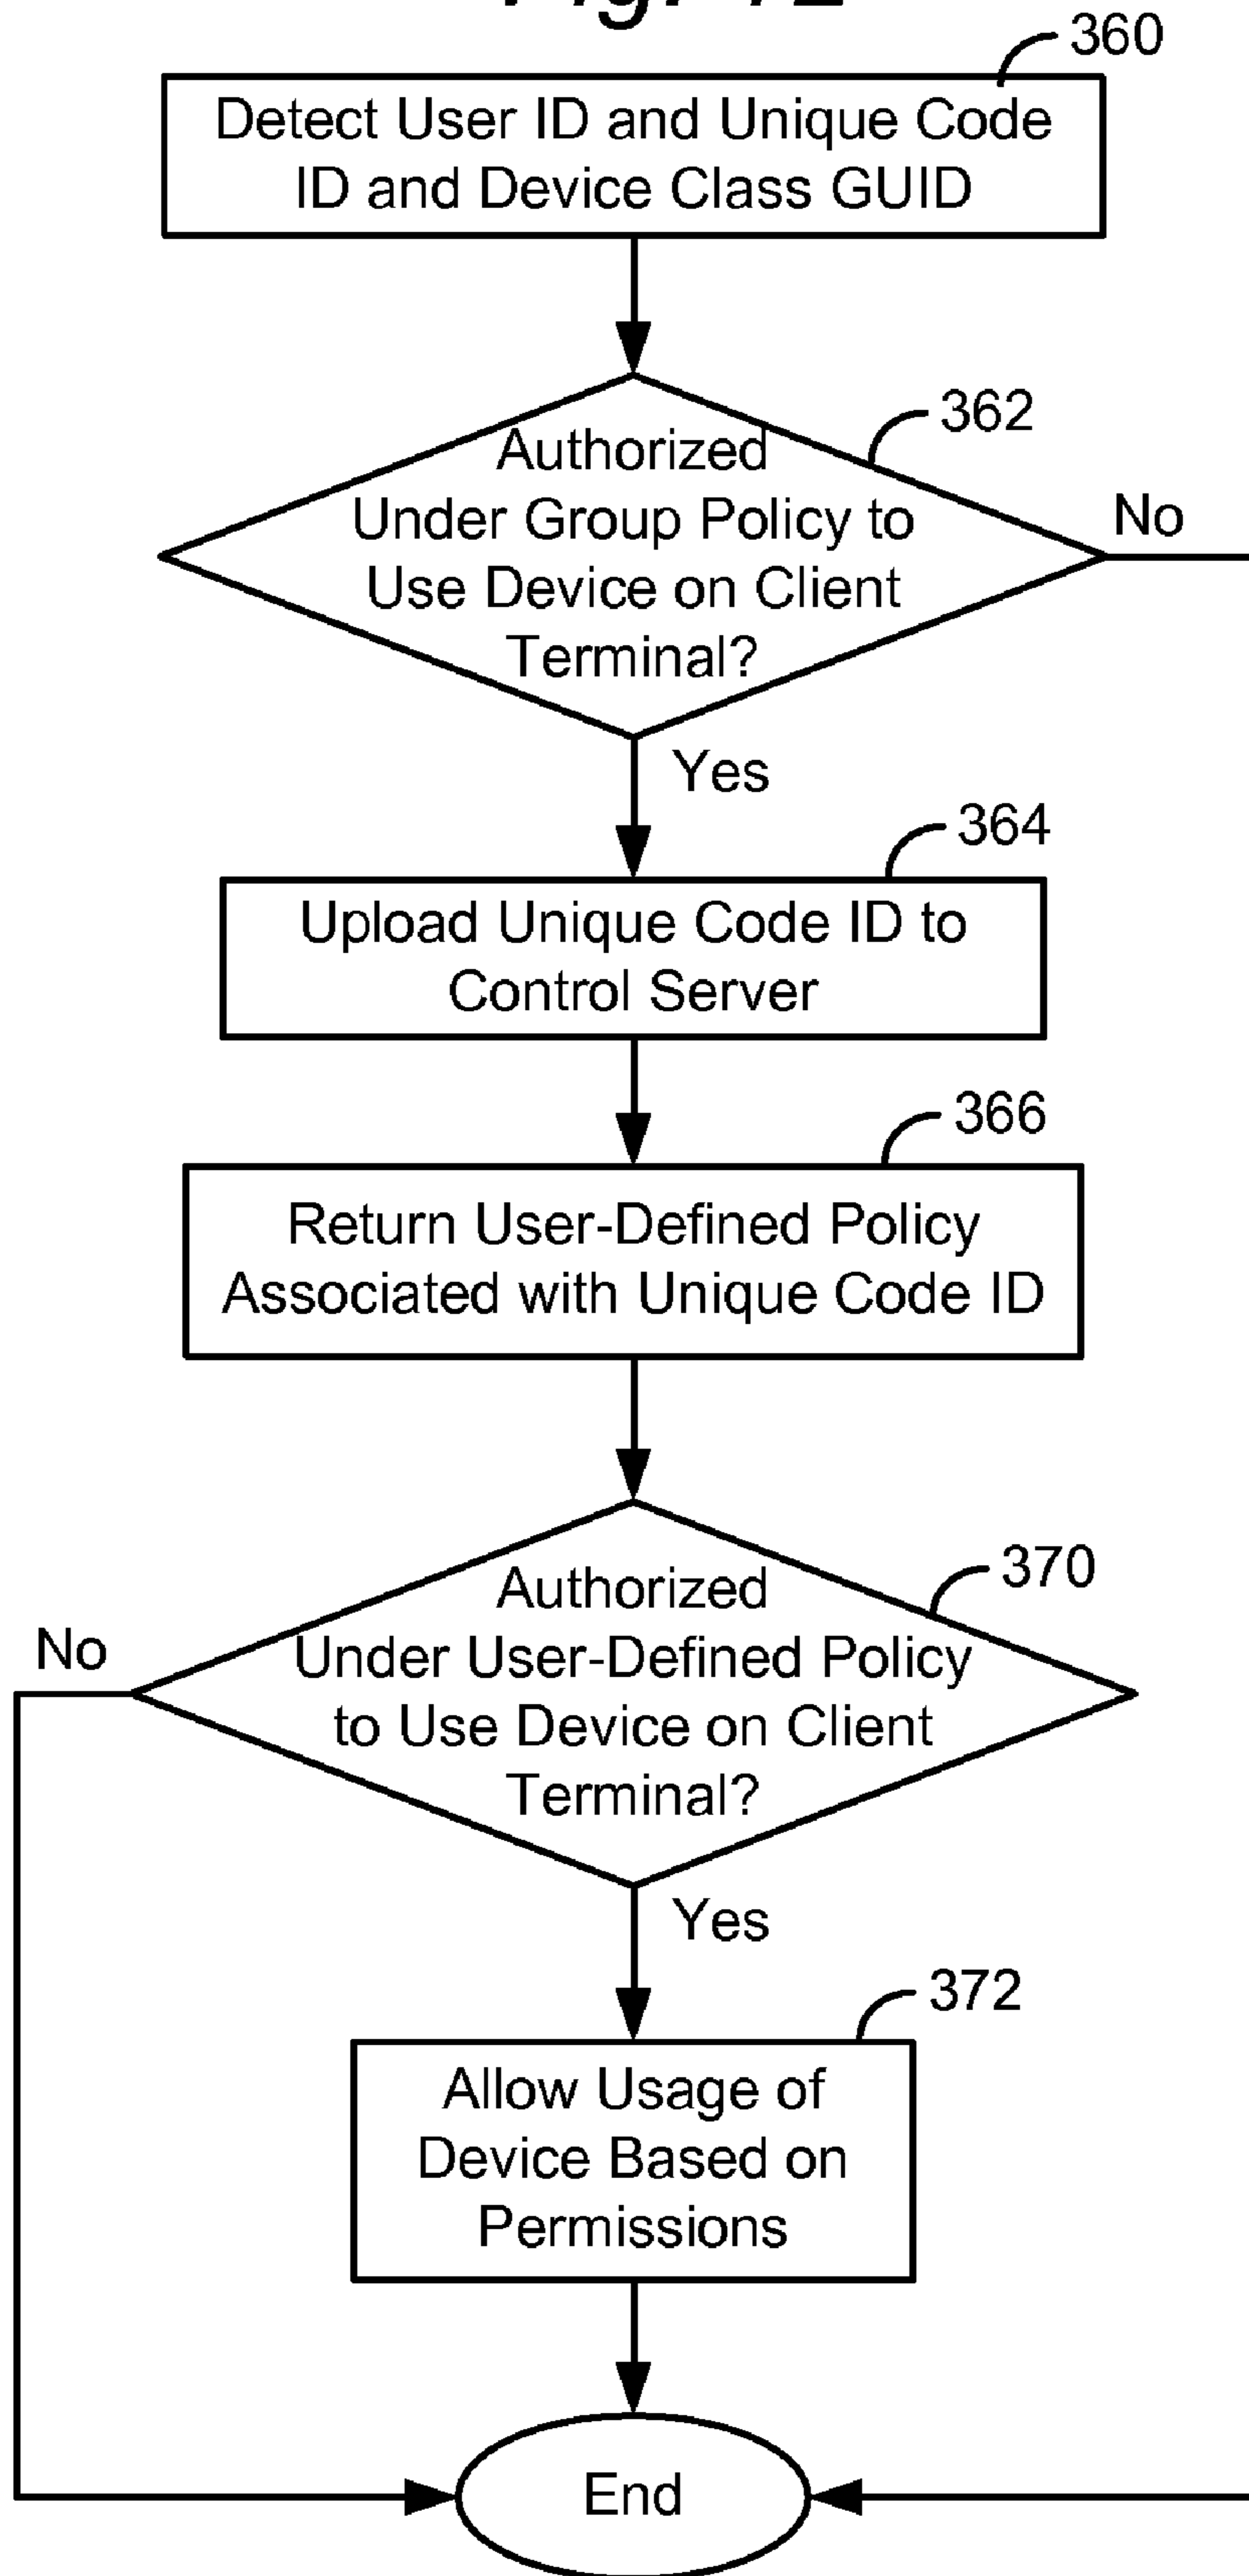 360
Detect User ID and Unique Code
ID and Device Class GUID
362
Authorized
Under Group Policy to
Use Device on Client
Terminal?
No
Yes
364
Upload Unique Code ID to
Control Server
366
Return User-Defined Policy
Associated with Unique Code ID
370
Authorized
Under User-Defined Policy
to Use Device on Client
Terminal?
No
Yes
372
Allow Usage of
Device Based on
Permissions
End